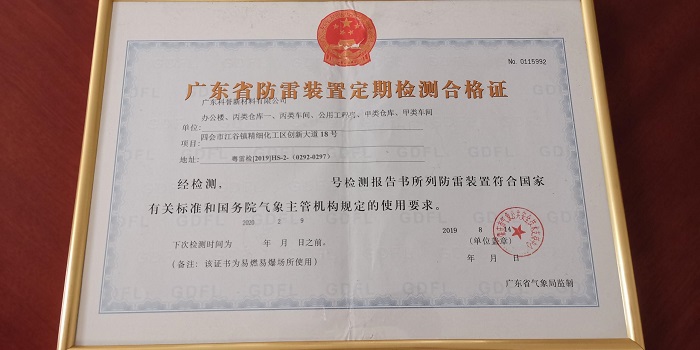 No. 0115992
广东省防雷装置定期检测合格证
广东科普新材料有限公司
办公楼、丙类仓库一、丙类车间、公用工程房、甲类仓库、甲类车间
单位:
四会市江谷镇精细化工区创新大道18号
项目:
地址: 粤雷检[2019]HS-2-（0292-0297）
经检测， 号检测报告书所列防雷装置符合国家
有关标准和国务院气象主管机构规定的使用要求。
2020 2 9
下次检测时间为 年 月 日之前。
2019 8 14
（单位盖章）
年 月 日
（备注：该证书为易燃易爆场所使用）
广东省气象局监制
GDFL